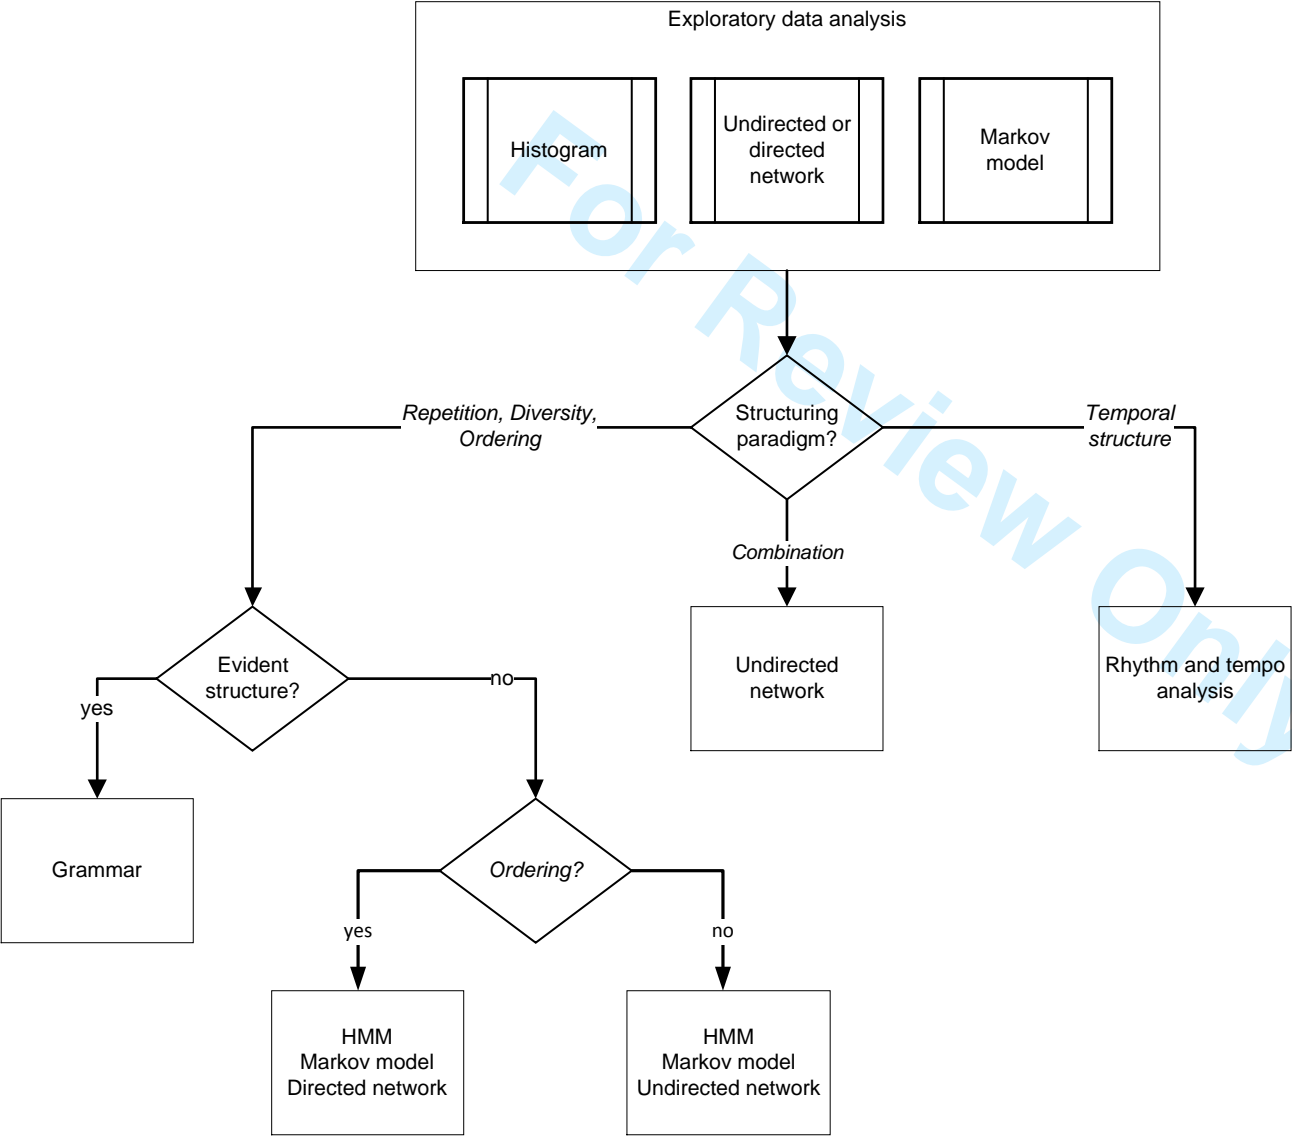 Exploratory data analysis
Histogram
Undirected or
directed
network
Markov
model
Structuring
paradigm?
Repetition, Diversity,
Ordering
Temporal
structure
Combination
Evident
structure?
Undirected
network
Rhythm and tempo
analysis
yes
no
Grammar
Ordering?
yes
no
HMM
Markov model
Directed network
HMM
Markov model
Undirected network
For Review Only